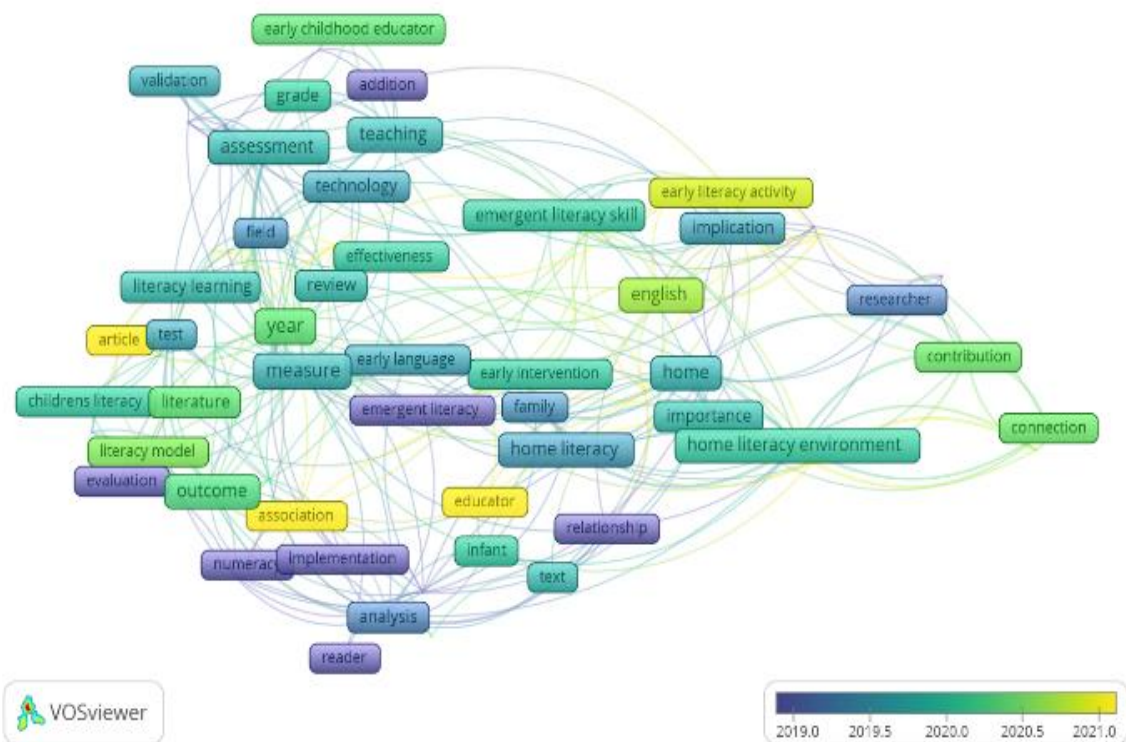 early childhood educator
validation
addition
grade
teaching
assessment
technology
early literacy activity
emergent literacy skill
implication
field
effectiveness
literacy learning
review
english
researcher
year
article
test
contribution
early language
measure
early intervention
home
childrens literacy
literature
emergent literacy
family
importance
connection
literacy model
home literacy
home literacy environment
evaluation
outcome
association
educator
relationship
numeracy
implementation
infant
text
analysis
reader
VOSviewer
2019.0 2019.5 2020.0 2020.5 2021.0